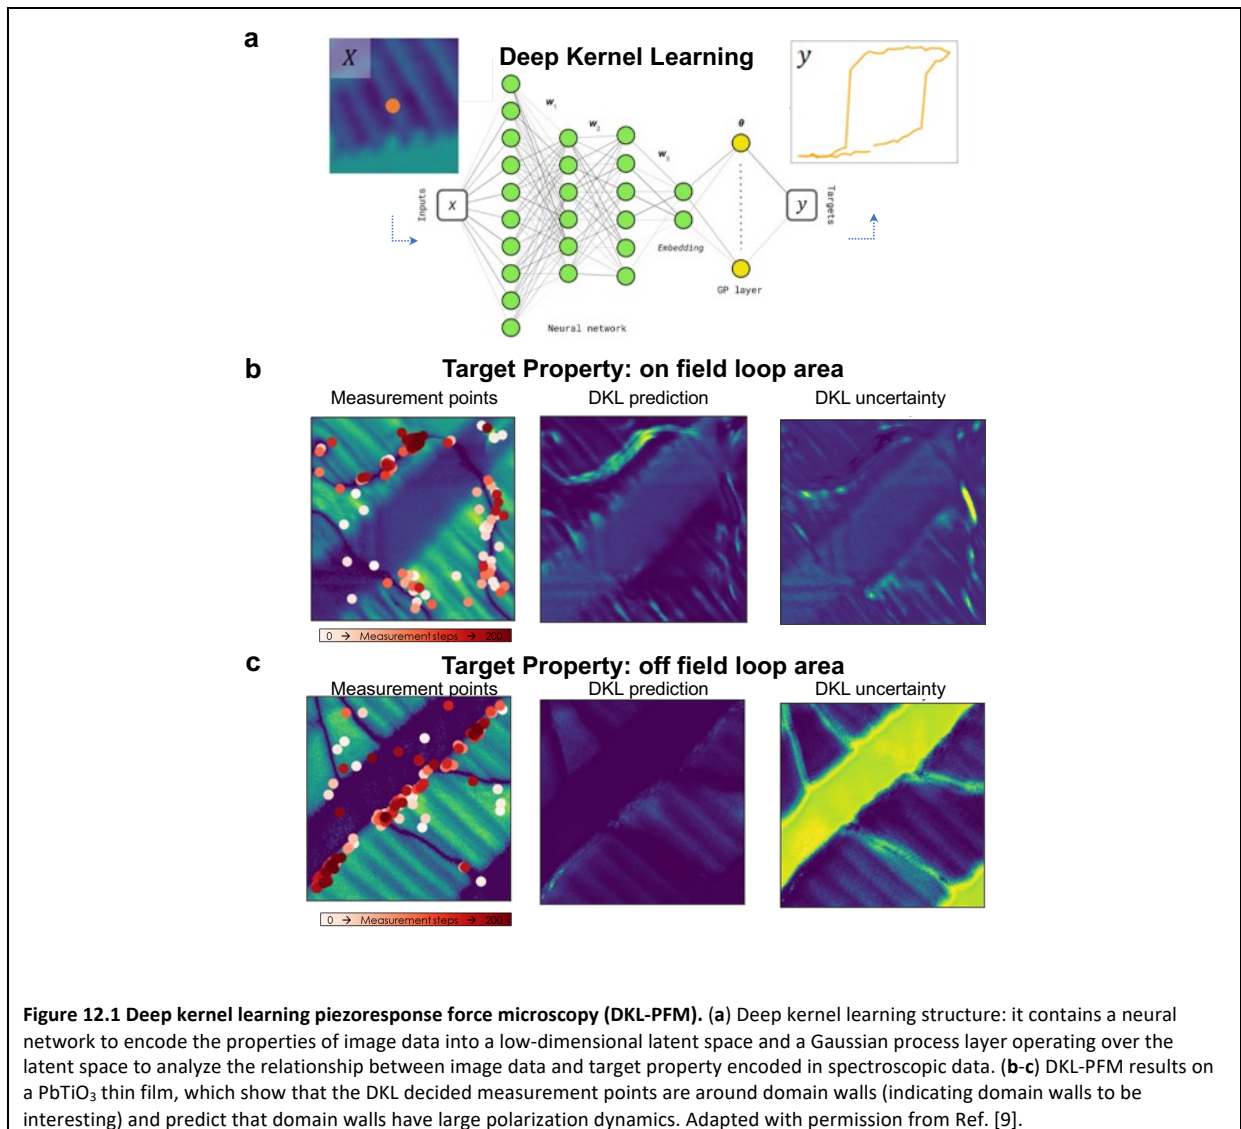 a
X
Deep Kernel Learning
y
w1
w2
w3
θ
Inputs
x
y
Targets
Embedding
GP layer
Neural network
b
Target Property: on field loop area
Measurement points
DKL prediction
DKL uncertainty
0 → Measurement steps → 200
c
Target Property: off field loop area
Measurement points
DKL prediction
DKL uncertainty
0 → Measurement steps → 200
Figure 12.1 Deep kernel learning piezoresponse force microscopy (DKL-PFM). (a) Deep kernel learning structure: it contains a neural
network to encode the properties of image data into a low-dimensional latent space and a Gaussian process layer operating over the
latent space to analyze the relationship between image data and target property encoded in spectroscopic data. (b-c) DKL-PFM results on
a PbTiO3 thin film, which show that the DKL decided measurement points are around domain walls (indicating domain walls to be
interesting) and predict that domain walls have large polarization dynamics. Adapted with permission from Ref. [9].